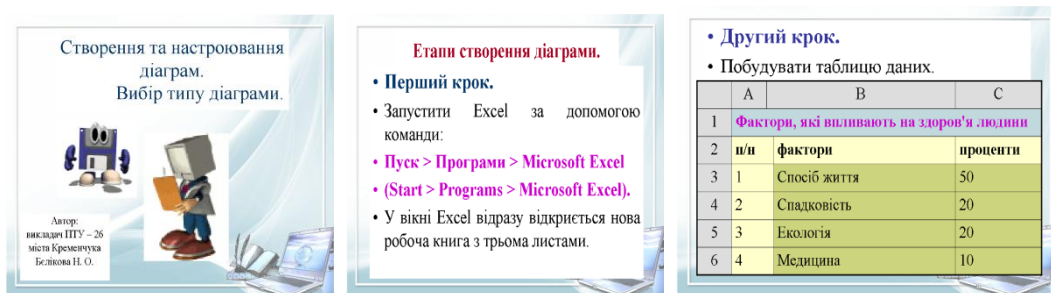 Створення та настроювання
діаграм.
Вибір типу діаграми.
Автор:
викладач ПТУ – 26
міста Кременчука
Бєлікова Н. О.
Етапи створення діаграми.
• Перший крок.
• Запустити Excel за допомогою
команди:
• Пуск > Програми > Microsoft Excel
• (Start > Programs > Microsoft Excel).
• У вікні Excel відразу відкриється нова
робоча книга з трьома листами.
• Другий крок.
• Побудувати таблицю даних.
A B C
1 Фактори, які впливають на здоров'я людини
2 п/н фактори проценти
3 1 Спосіб життя 50
4 2 Спадковість 20
5 3 Екологія 20
6 4 Медицина 10